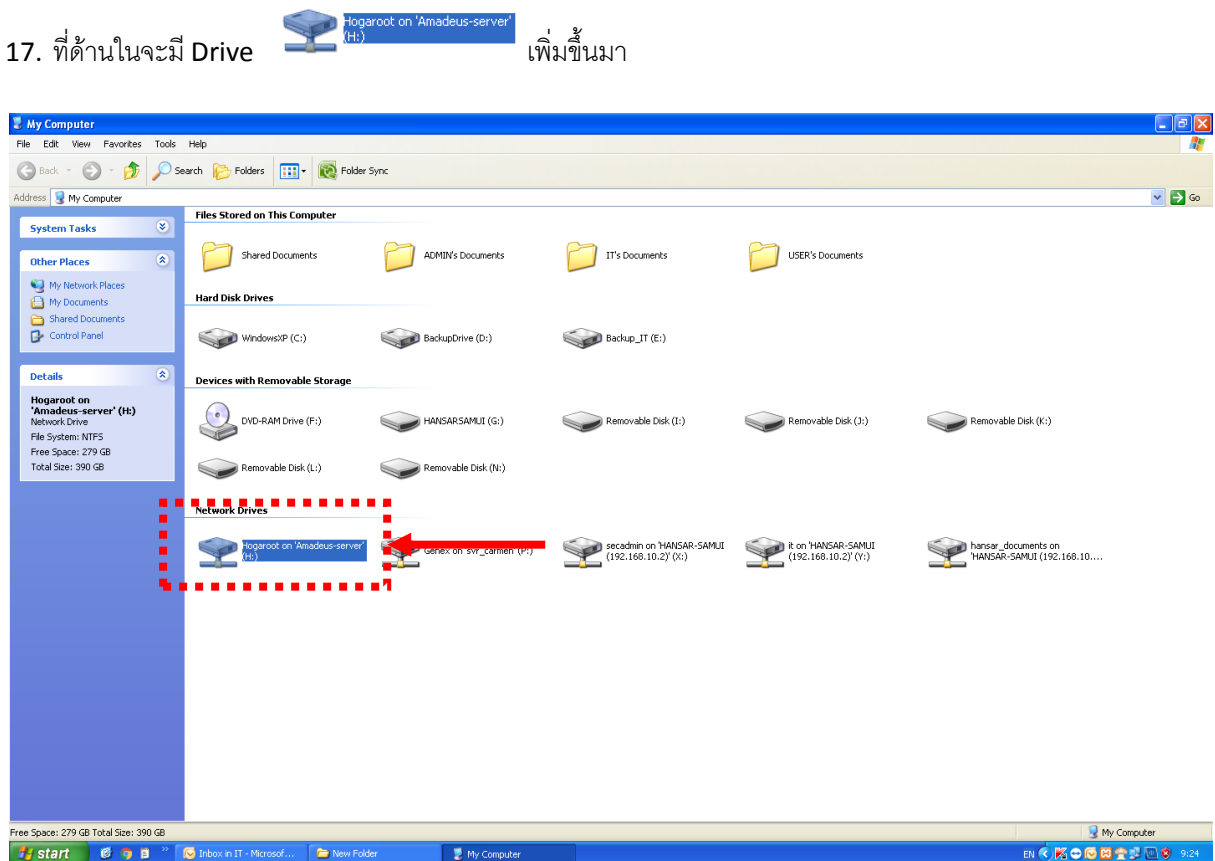 17. ที่ด้านในจะมี Drive Hogaroot on 'Amadeus-server' (H:) เพิ่มขึ้นมา
My Computer
File Edit View Favorites Tools Help
Back Search Folders Folder Sync
Address My Computer Go
System Tasks
Other Places
My Network Places
My Documents
Shared Documents
Control Panel
Details
Hogaroot on
'Amadeus-server' (H:)
Network Drive
File System: NTFS
Free Space: 279 GB
Total Size: 390 GB
Files Stored on This Computer
Shared Documents ADMIN's Documents IT's Documents USER's Documents
Hard Disk Drives
WindowsXP (C:) BackupDrive (D:) Backup_IT (E:)
Devices with Removable Storage
DVD-RAM Drive (F:) HANSARSAMUI (G:) Removable Disk (I:) Removable Disk (J:) Removable Disk (K:)
Removable Disk (L:) Removable Disk (N:)
Network Drives
Hogaroot on 'Amadeus-server'
(H:)
Genex on 'svr_carmen' (P:)
secadmin on 'HANSAR-SAMUI
(192.168.10.2)' (X:)
it on 'HANSAR-SAMUI
(192.168.10.2)' (Y:)
hansar_documents on
'HANSAR-SAMUI (192.168.10....
Free Space: 279 GB Total Size: 390 GB My Computer
start Inbox in IT - Microsof... New Folder My Computer EN 9:24